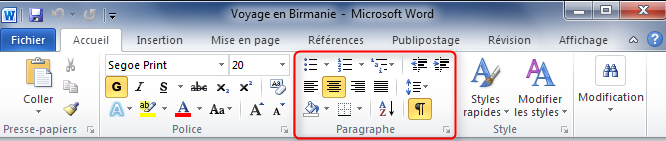 Voyage en Birmanie - Microsoft Word
Fichier Accueil Insertion Mise en page Références Publipostage Révision Affichage
Segoe Print 20
G I S abc x₂ x²
A ab A Aa A A
Coller
Styles rapides
Modifier les styles
Modification
Presse-papiers Police Paragraphe Style